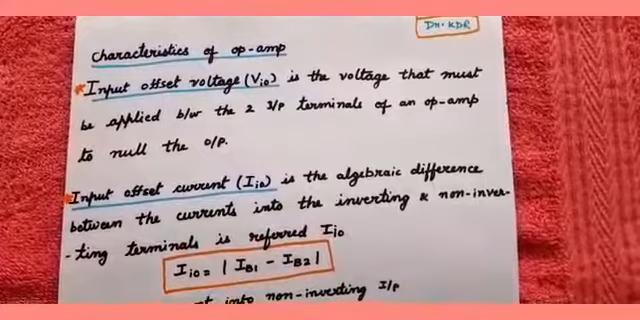 DH·KDR
Characteristics of op-amp
*Input offset voltage (Vio) is the voltage that must
be applied b/w the 2 I/P terminals of an op-amp
to null the O/P.
*Input offset current (Iio) is the algebraic difference
between the currents into the inverting & non-inver-
-ting terminals is referred Iio
Iio = | IB1 - IB2 |
into non-inverting I/P